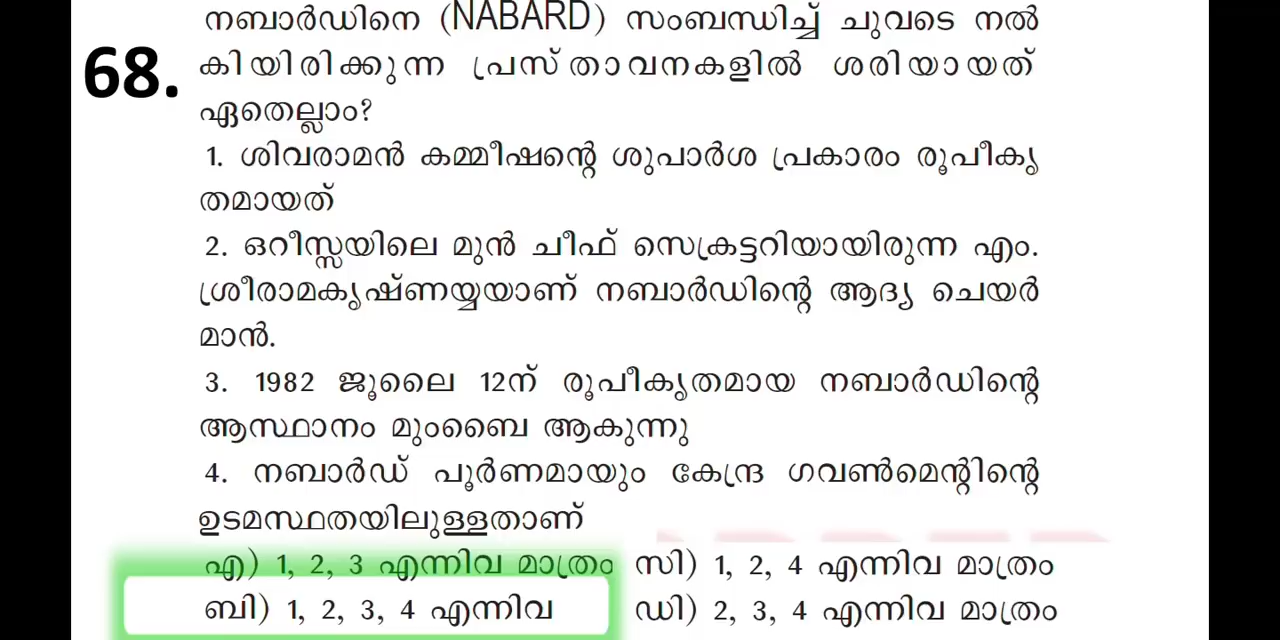 നബാർഡിനെ (NABARD) സംബന്ധിച്ച് ചുവടെ നൽ
68. കിയിരിക്കുന്ന പ്രസ്താവനകളിൽ ശരിയായത്
ഏതെല്ലാം?
1. ശിവരാമൻ കമ്മീഷന്റെ ശുപാർശ പ്രകാരം രൂപീകൃ
തമായത്
2. ഒറീസ്സയിലെ മുൻ ചീഫ് സെക്രട്ടറിയായിരുന്ന എം.
ശ്രീരാമകൃഷ്ണയ്യയാണ് നബാർഡിന്റെ ആദ്യ ചെയർ
മാൻ.
3. 1982 ജൂലൈ 12ന് രൂപീകൃതമായ നബാർഡിന്റെ
ആസ്ഥാനം മുംബൈ ആകുന്നു
4. നബാർഡ് പൂർണമായും കേന്ദ്ര ഗവൺമെന്റിന്റെ
ഉടമസ്ഥതയിലുള്ളതാണ്
എ) 1, 2, 3 എന്നിവ മാത്രം സി) 1, 2, 4 എന്നിവ മാത്രം
ബി) 1, 2, 3, 4 എന്നിവ ഡി) 2, 3, 4 എന്നിവ മാത്രം